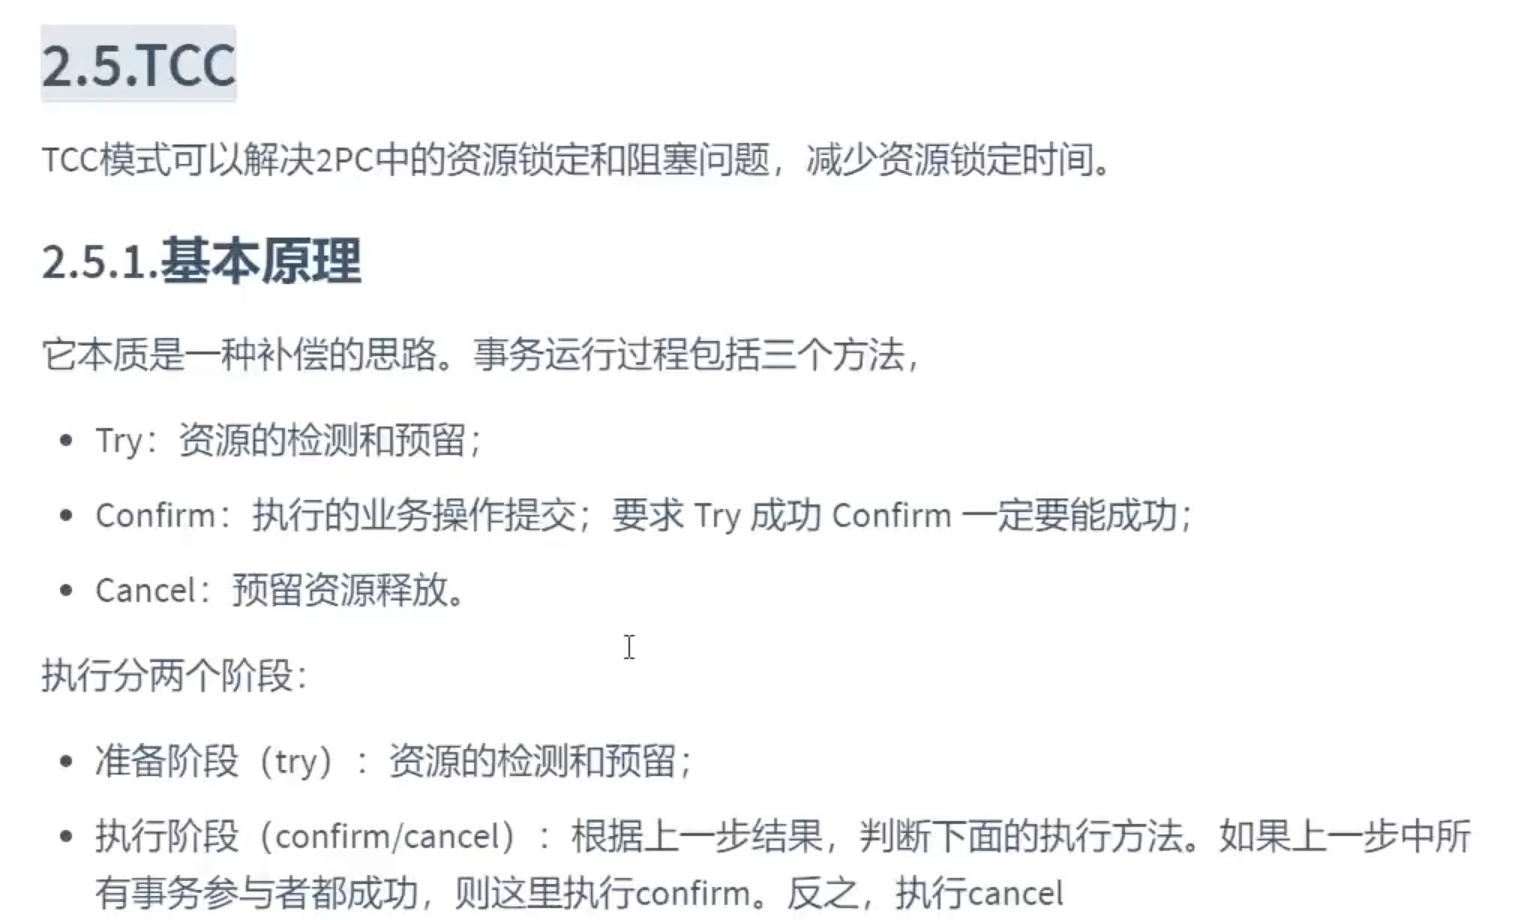 2.5.TCC
TCC模式可以解决2PC中的资源锁定和阻塞问题，减少资源锁定时间。
2.5.1.基本原理
它本质是一种补偿的思路。事务运行过程包括三个方法，
• Try：资源的检测和预留；
• Confirm：执行的业务操作提交；要求 Try 成功 Confirm 一定要能成功；
• Cancel：预留资源释放。
执行分两个阶段：
• 准备阶段（try）：资源的检测和预留；
• 执行阶段（confirm/cancel）：根据上一步结果，判断下面的执行方法。如果上一步中所
有事务参与者都成功，则这里执行confirm。反之，执行cancel